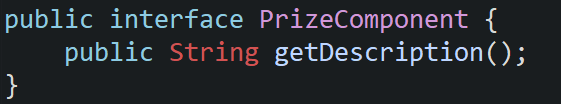 public interface PrizeComponent {
    public String getDescription();
}